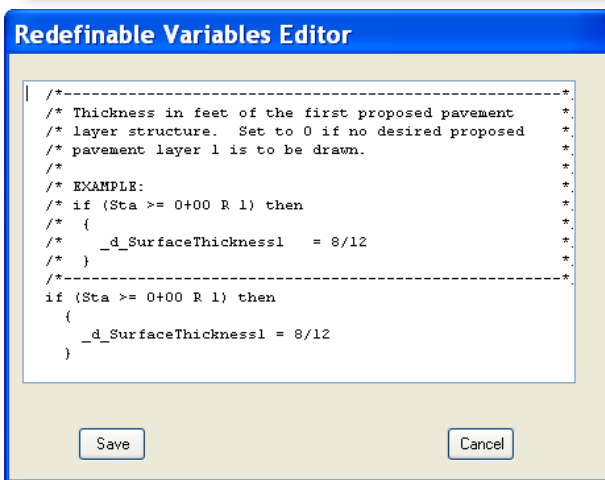 Redefinable Variables Editor
/*------------------------------------------------------*
/* Thickness in feet of the first proposed pavement      *
/* layer structure.  Set to 0 if no desired proposed     *
/* pavement layer 1 is to be drawn.                      *
/*                                                       *
/* EXAMPLE:                                              *
/* if (Sta >= 0+00 R 1) then                             *
/*  {                                                    *
/*    _d_SurfaceThickness1   = 8/12                      *
/*  }                                                    *
/*------------------------------------------------------*
if (Sta >= 0+00 R 1) then
  {
    _d_SurfaceThickness1 = 8/12
  }
Save
Cancel